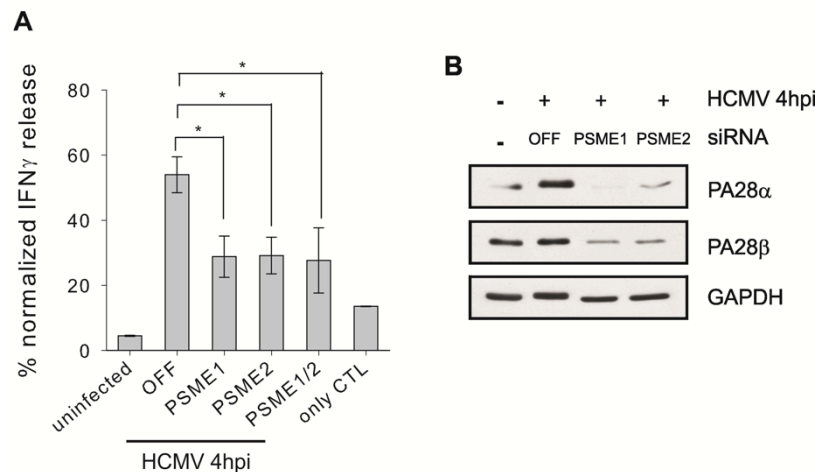 A
% normalized IFNγ release
80
60
40
20
0
*
*
*
uninfected
OFF
PSME1
PSME2
PSME1/2
only CTL
HCMV 4hpi
B
- + + + HCMV 4hpi
- OFF PSME1 PSME2 siRNA
PA28α
PA28β
GAPDH